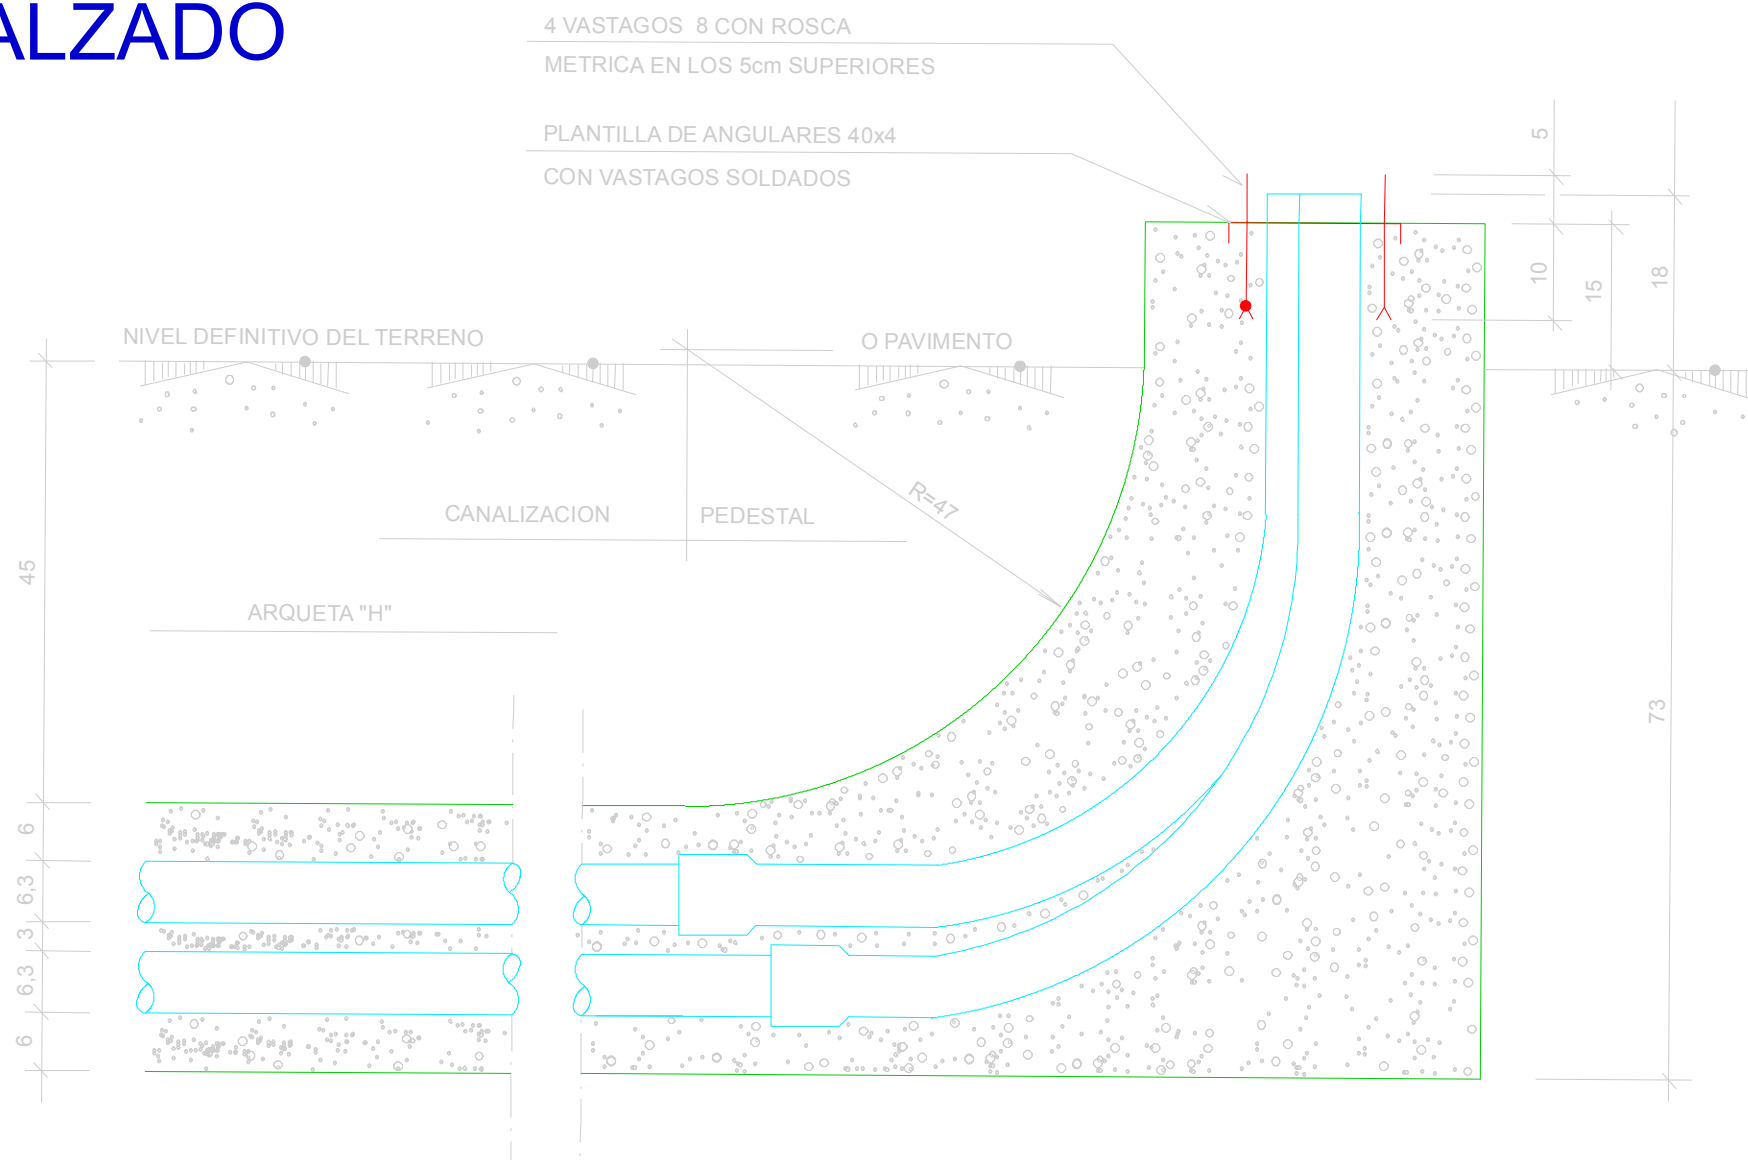 ALZADO
4 VASTAGOS 8 CON ROSCA
METRICA EN LOS 5cm SUPERIORES
PLANTILLA DE ANGULARES 40x4
CON VASTAGOS SOLDADOS
5
10
15
18
NIVEL DEFINITIVO DEL TERRENO
O PAVIMENTO
R=47
CANALIZACION
PEDESTAL
45
ARQUETA "H"
73
6
6,3
3
6,3
6